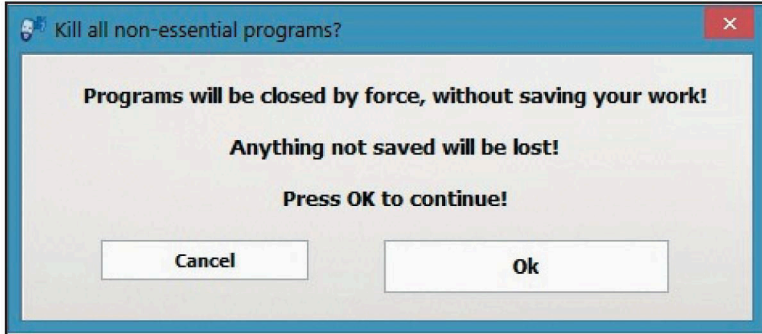 Kill all non-essential programs?
Programs will be closed by force, without saving your work!
Anything not saved will be lost!
Press OK to continue!
Cancel
Ok